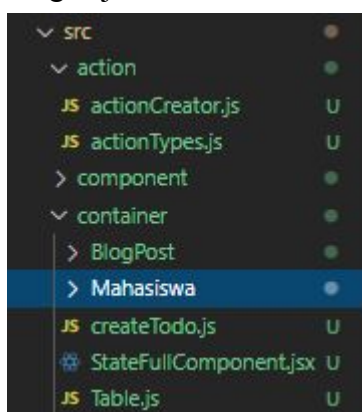 src
action
JS actionCreator.js U
JS actionTypes.js U
component
container
BlogPost
Mahasiswa
JS createTodo.js U
StateFullComponent.jsx U
JS Table.js U